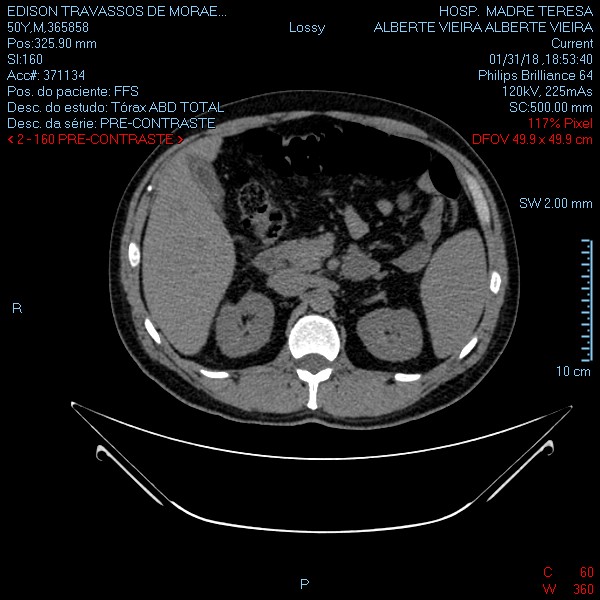 EDISON TRAVASSOS DE MORAE...
50Y,M,365858
Pos:325.90 mm
SI:160
Acc#: 371134
Pos. do paciente: FFS
Desc. do estudo: Tórax ABD TOTAL
Desc. da série: PRE-CONTRASTE
< 2 - 160 PRE-CONTRASTE >
Lossy
HOSP. MADRE TERESA
ALBERTE VIEIRA ALBERTE VIEIRA
Current
01/31/18 ,18:53:40
Philips Brilliance 64
120kV, 225mAs
SC:500.00 mm
117% Pixel
DFOV 49.9 x 49.9 cm
SW 2.00 mm
R
10 cm
P
C 60
W 360